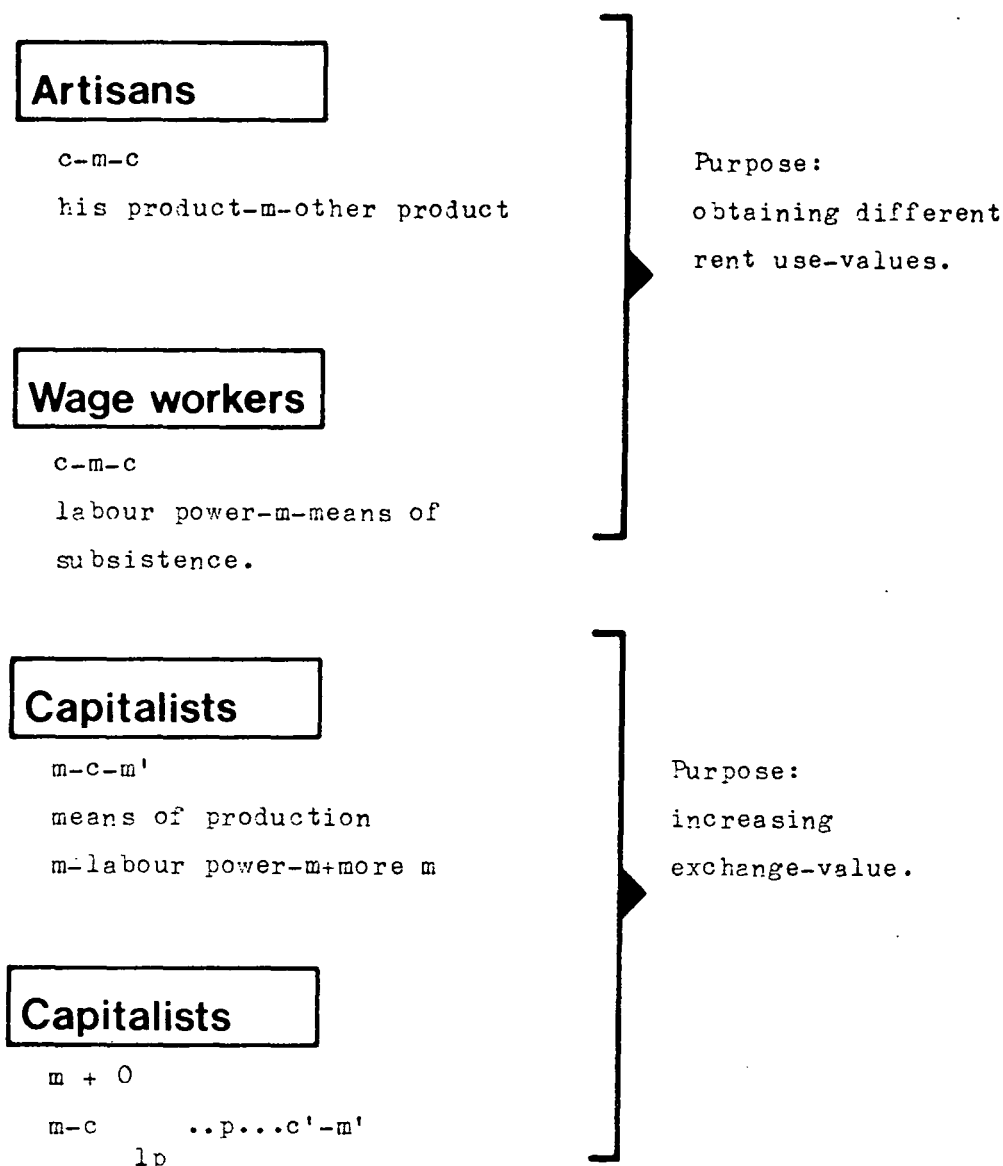 Artisans
c-m-c
his product-m-other product
Purpose:
obtaining different
rent use-values.
Wage workers
c-m-c
labour power-m-means of
subsistence.
Capitalists
m-c-m'
means of production
m-labour power-m+more m
Purpose:
increasing
exchange-value.
Capitalists
m + O
m-c ..p...c'-m'
lp